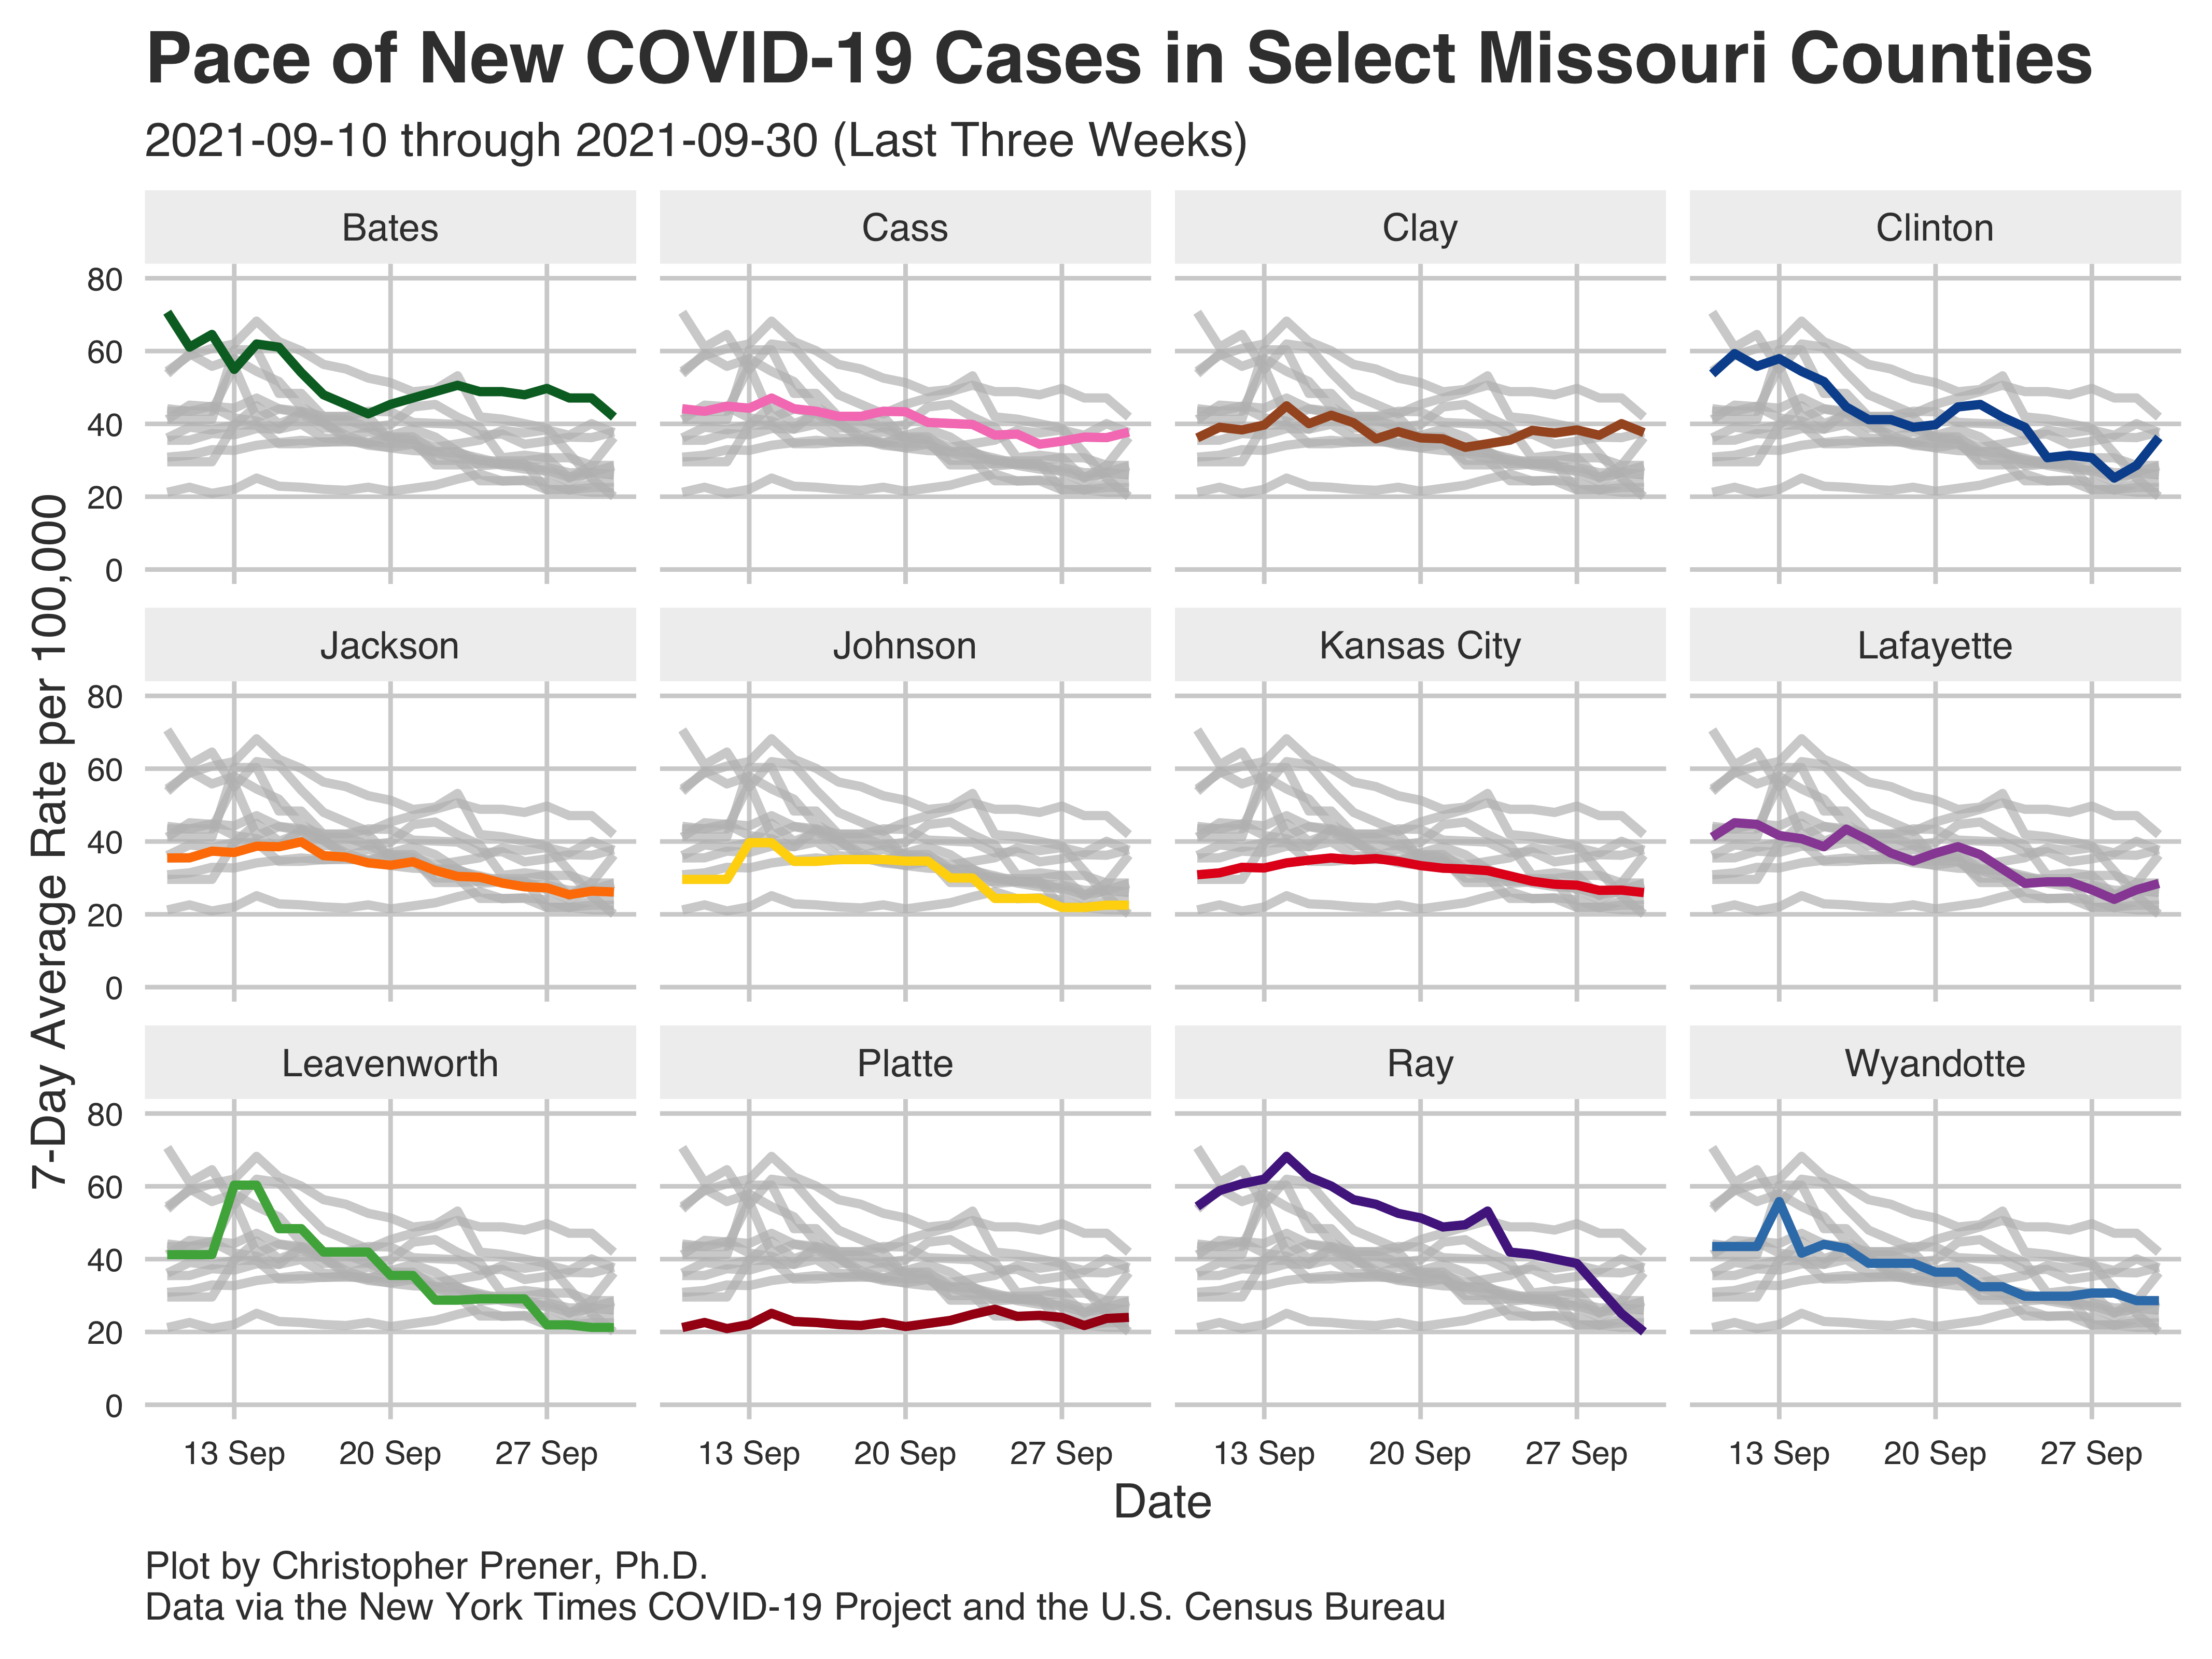 Pace of New COVID-19 Cases in Select Missouri Counties
2021-09-10 through 2021-09-30 (Last Three Weeks)
7-Day Average Rate per 100,000
Bates
Cass
Clay
Clinton
80
60
40
20
0
Jackson
Johnson
Kansas City
Lafayette
80
60
40
20
0
Leavenworth
Platte
Ray
Wyandotte
80
60
40
20
0
13 Sep 20 Sep 27 Sep
13 Sep 20 Sep 27 Sep
13 Sep 20 Sep 27 Sep
13 Sep 20 Sep 27 Sep
Date
Plot by Christopher Prener, Ph.D.
Data via the New York Times COVID-19 Project and the U.S. Census Bureau